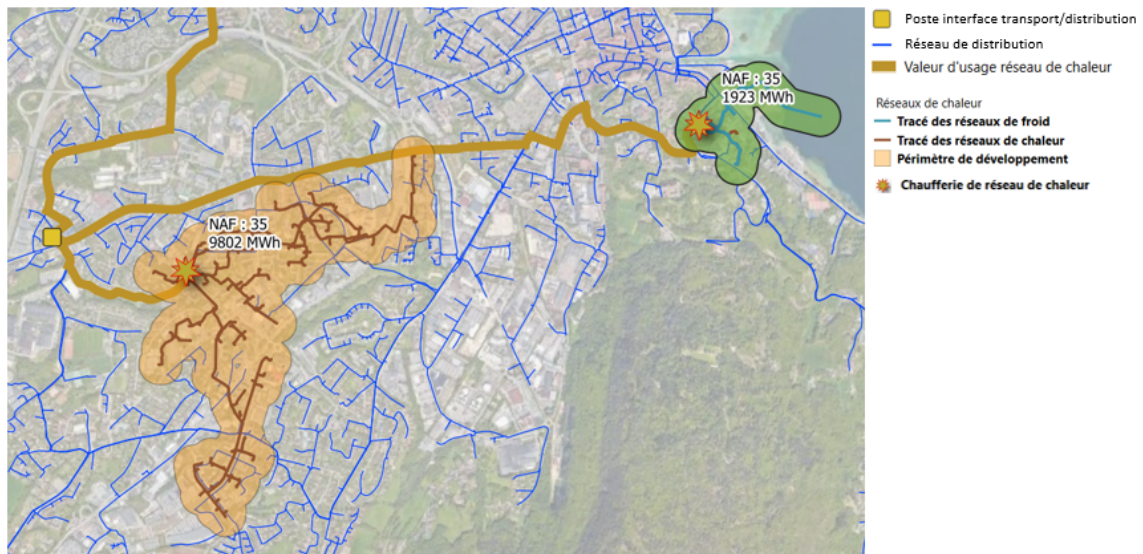 NAF : 35
1923 MWh
NAF : 35
9802 MWh
Poste interface transport/distribution
Réseau de distribution
Valeur d'usage réseau de chaleur
Réseaux de chaleur
Tracé des réseaux de froid
Tracé des réseaux de chaleur
Périmètre de développement
Chaufferie de réseau de chaleur